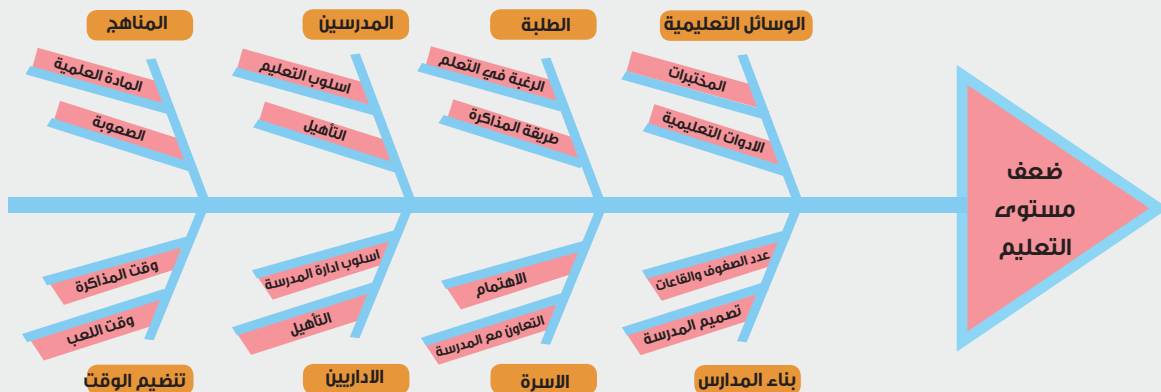 الوسائل التعليمية
الطلبة
المدرسين
المناهج
المختبرات
الرغبة في التعلم
اسلوب التعليم
المادة العلمية
الادوات التعليمية
طريقة المذاكرة
التأهيل
الصعوبة
ضعف
مستوى
التعليم
عدد الصفوف والقاعات
الاهتمام
اسلوب ادارة المدرسة
وقت المذاكرة
تصميم المدرسة
التعاون مع المدرسة
التأهيل
وقت اللعب
بناء المدارس
الاسرة
الاداريين
تنضيم الوقت